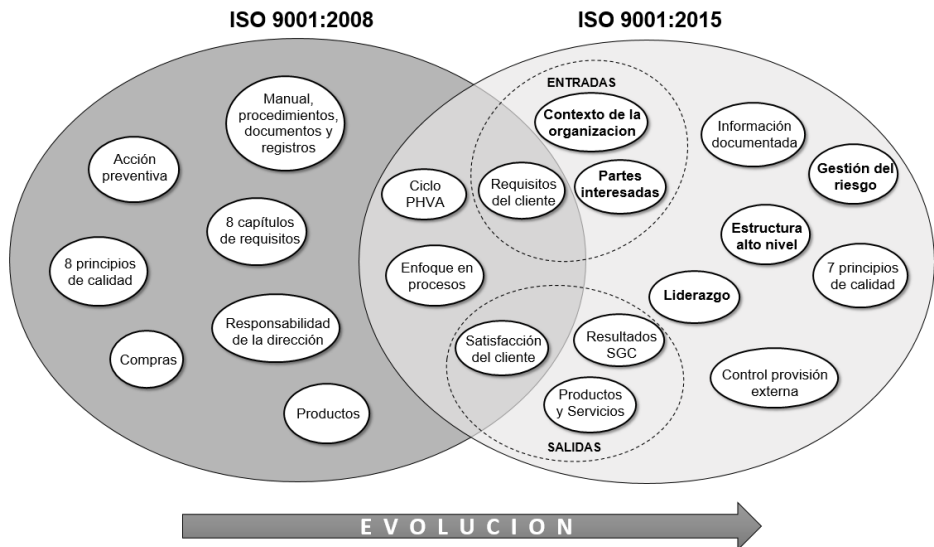 ISO 9001:2008
ISO 9001:2015
Manual,
procedimientos,
documentos y
registros
Acción
preventiva
8 capítulos
de requisitos
8 principios
de calidad
Responsabilidad
de la dirección
Compras
Productos
Ciclo
PHVA
Enfoque en
procesos
Requisitos
del cliente
Satisfacción
del cliente
ENTRADAS
Contexto de la
organizacion
Partes
interesadas
Resultados
SGC
Productos
y Servicios
SALIDAS
Información
documentada
Gestión del
riesgo
Estructura
alto nivel
7 principios
de calidad
Liderazgo
Control provisión
externa
EVOLUCION